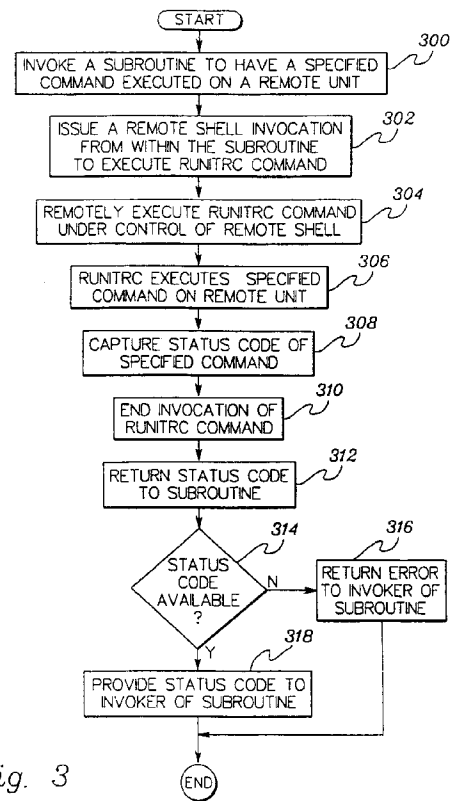 START
INVOKE A SUBROUTINE TO HAVE A SPECIFIED
COMMAND EXECUTED ON A REMOTE UNIT
300
ISSUE A REMOTE SHELL INVOCATION
FROM WITHIN THE SUBROUTINE
TO EXECUTE RUNITRC COMMAND
302
REMOTELY EXECUTE RUNITRC COMMAND
UNDER CONTROL OF REMOTE SHELL
304
RUNITRC EXECUTES SPECIFIED
COMMAND ON REMOTE UNIT
306
CAPTURE STATUS CODE OF
SPECIFIED COMMAND
308
END INVOCATION OF
RUNITRC COMMAND
310
RETURN STATUS CODE
TO SUBROUTINE
312
STATUS
CODE
AVAILABLE
?
314
N
RETURN ERROR
TO INVOKER OF
SUBROUTINE
316
Y
PROVIDE STATUS CODE TO
INVOKER OF SUBROUTINE
318
END
ig. 3